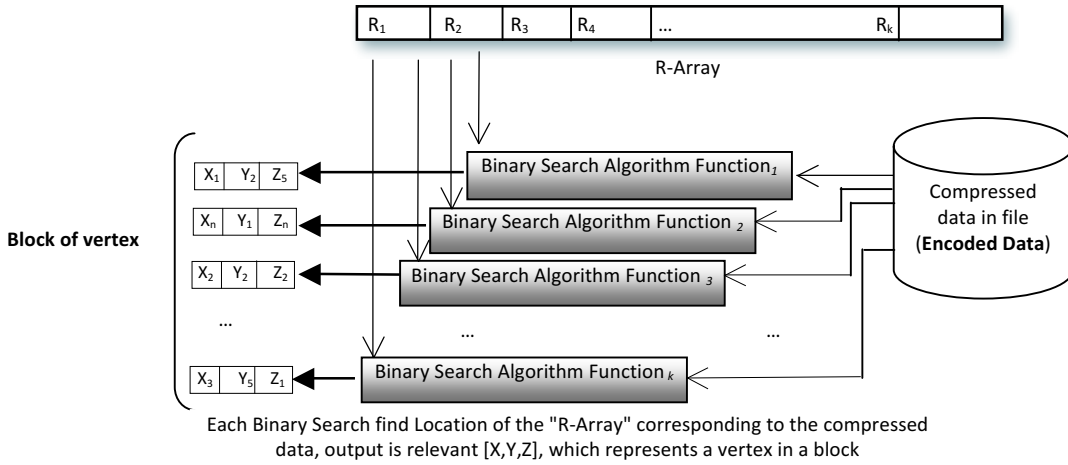 R₁ R₂ R₃ R₄ ... Rₖ
R-Array
Binary Search Algorithm Function₁
X₁ Y₂ Z₅
Compressed
data in file
(Encoded Data)
Binary Search Algorithm Function ₂
Xₙ Y₁ Zₙ
Block of vertex
Binary Search Algorithm Function ₃
X₂ Y₂ Z₂
... ... ...
Binary Search Algorithm Function ₖ
X₃ Y₅ Z₁
Each Binary Search find Location of the "R-Array" corresponding to the compressed
data, output is relevant [X,Y,Z], which represents a vertex in a block